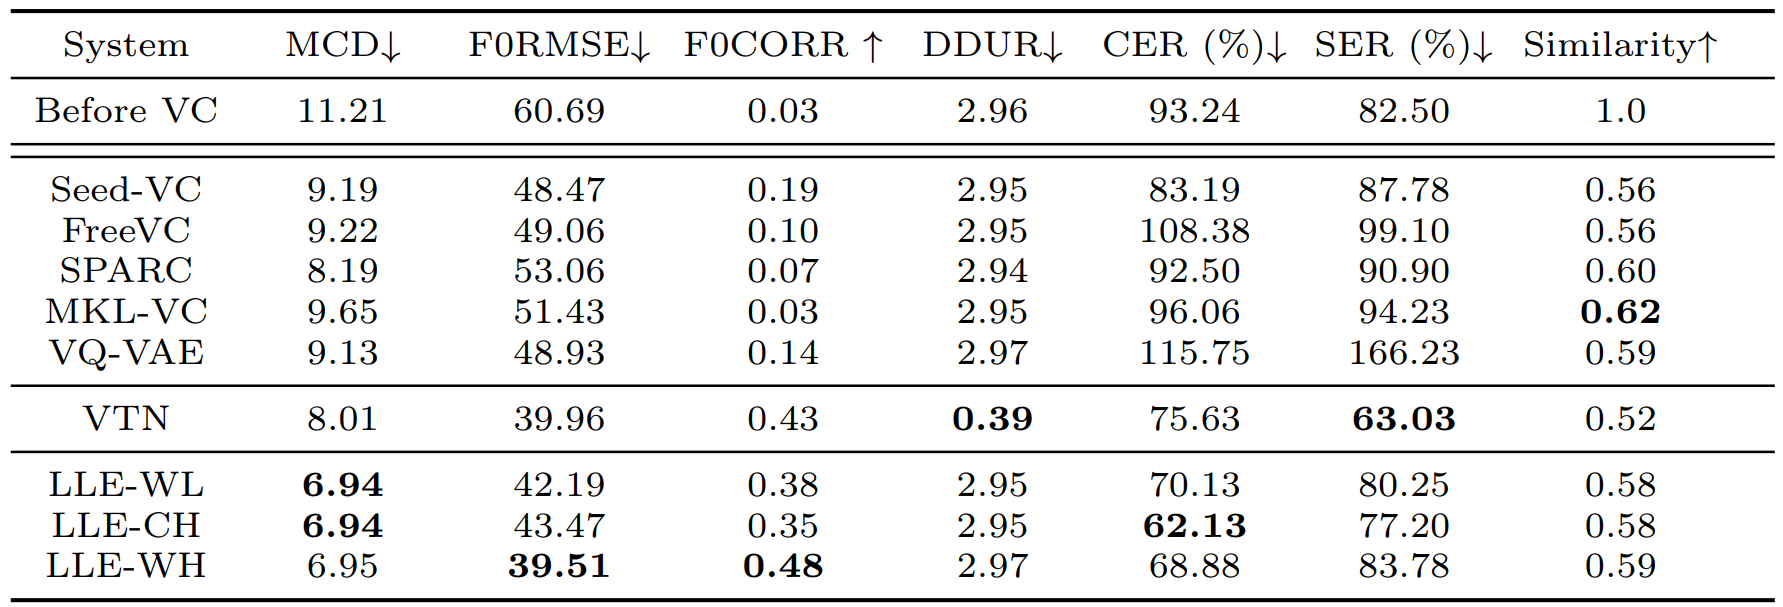 System MCD↓ F0RMSE↓ F0CORR ↑ DDUR↓ CER (%)↓ SER (%)↓ Similarity↑
Before VC 11.21 60.69 0.03 2.96 93.24 82.50 1.0
Seed-VC 9.19 48.47 0.19 2.95 83.19 87.78 0.56
FreeVC 9.22 49.06 0.10 2.95 108.38 99.10 0.56
SPARC 8.19 53.06 0.07 2.94 92.50 90.90 0.60
MKL-VC 9.65 51.43 0.03 2.95 96.06 94.23 0.62
VQ-VAE 9.13 48.93 0.14 2.97 115.75 166.23 0.59
VTN 8.01 39.96 0.43 0.39 75.63 63.03 0.52
LLE-WL 6.94 42.19 0.38 2.95 70.13 80.25 0.58
LLE-CH 6.94 43.47 0.35 2.95 62.13 77.20 0.58
LLE-WH 6.95 39.51 0.48 2.97 68.88 83.78 0.59